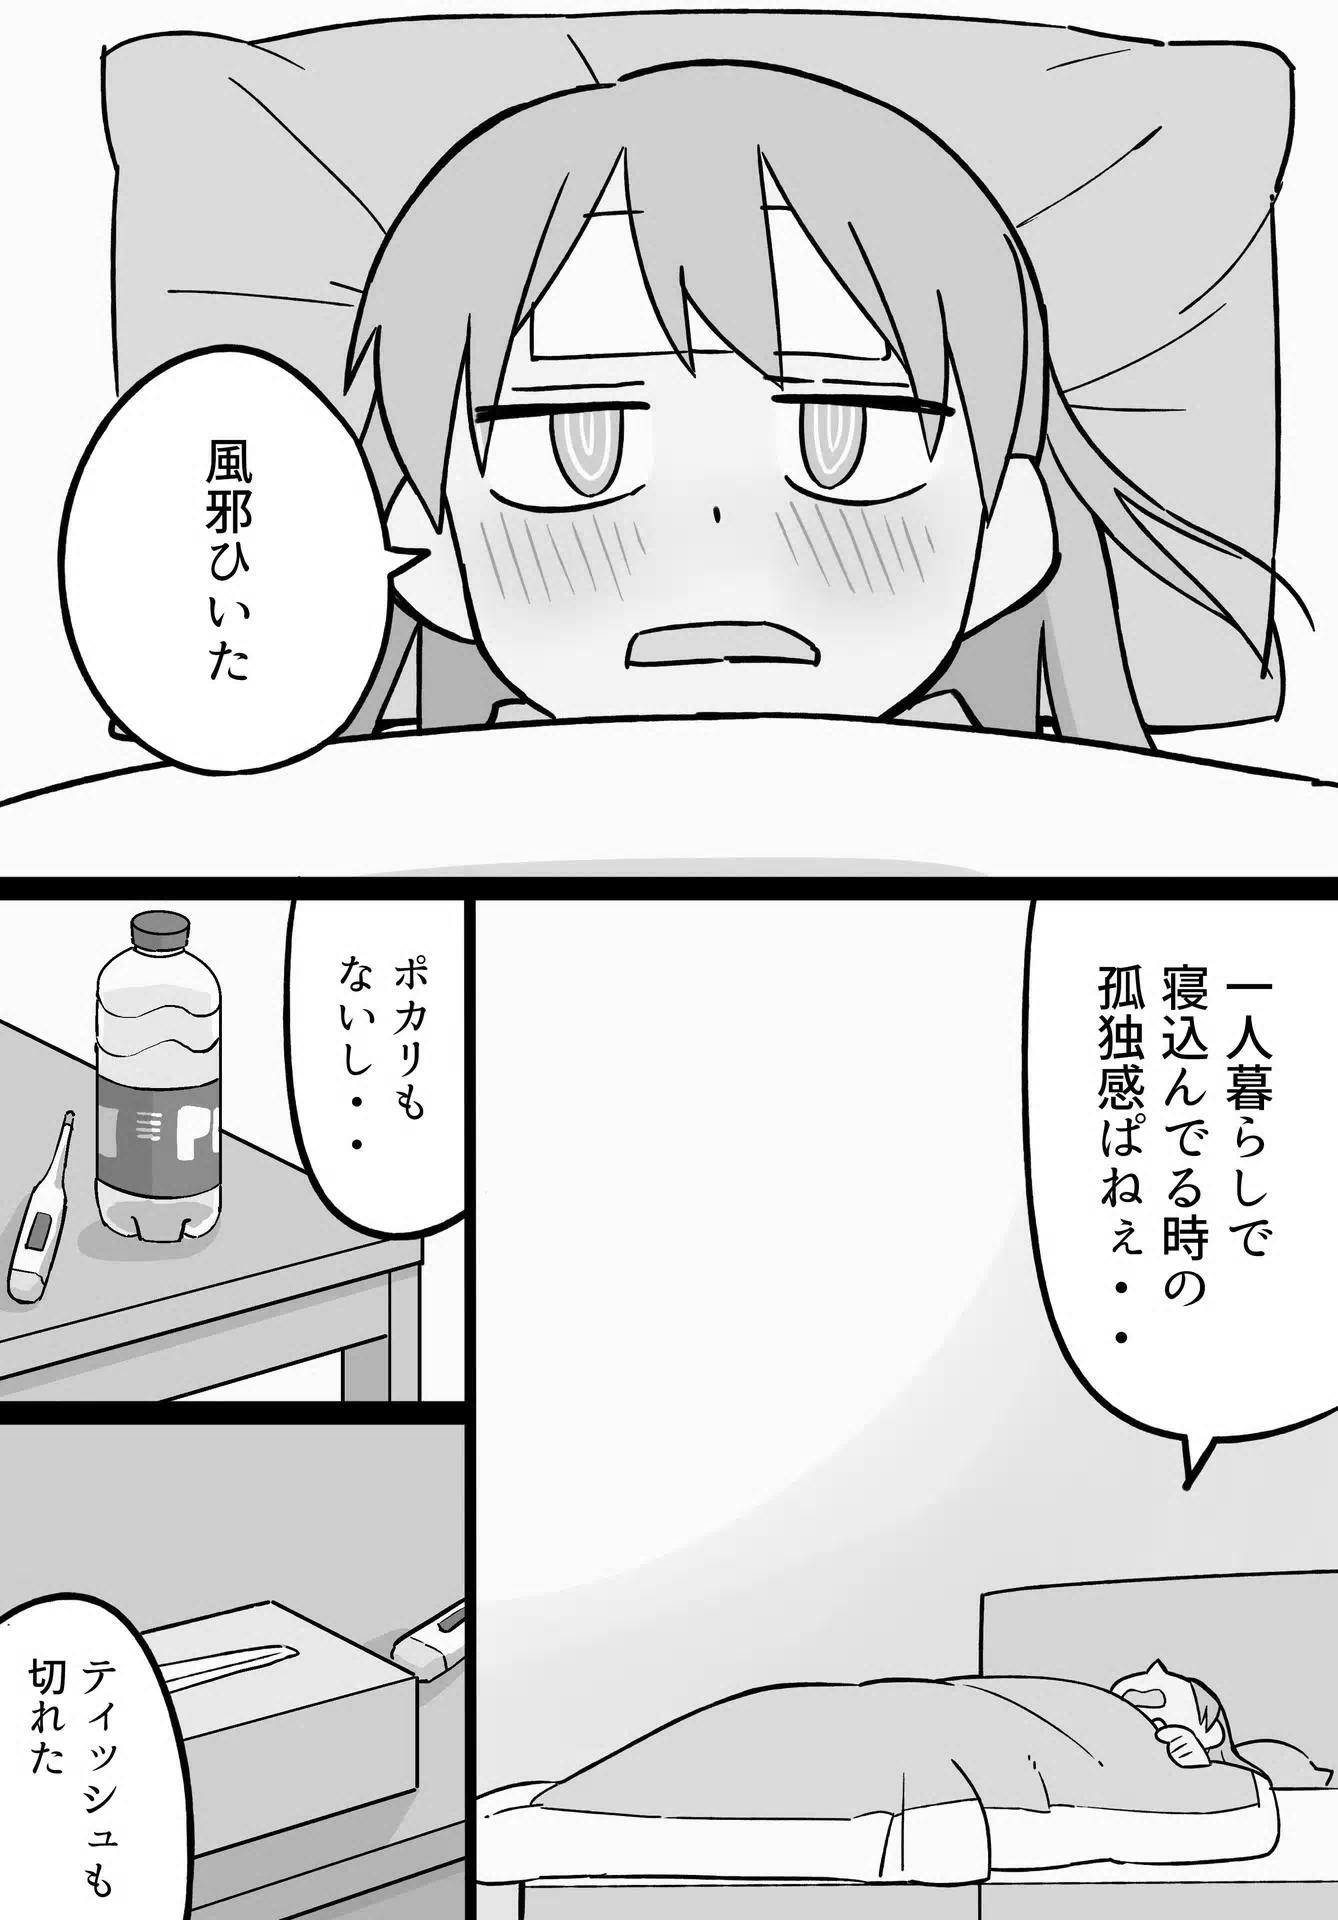 風邪ひいた
一人暮らしで
寝込んでる時の
孤独感ぱねぇ・・
ポカリも
ないし・・
P
ティッシュも
切れた